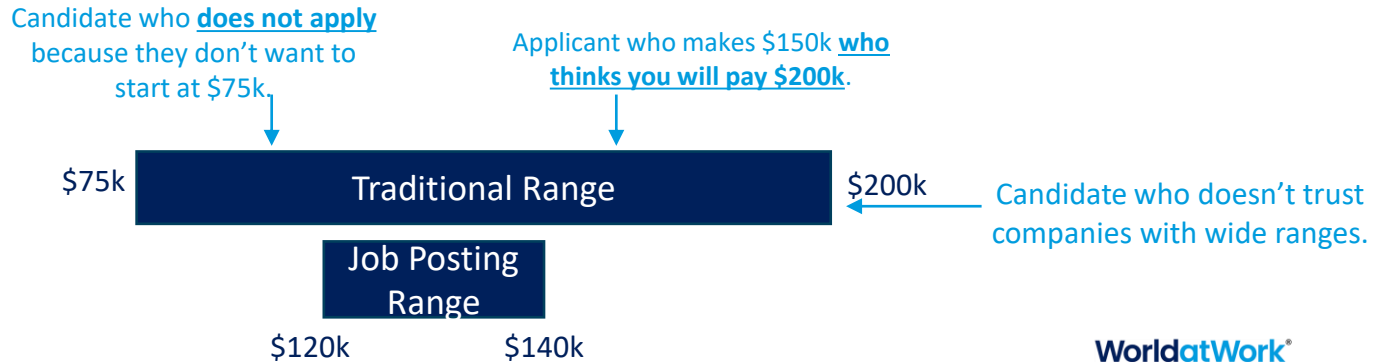 Candidate who does not apply
because they don’t want to
start at $75k.
Applicant who makes $150k who
thinks you will pay $200k.
$75k
Traditional Range
$200k
Candidate who doesn’t trust
companies with wide ranges.
Job Posting
Range
$120k
$140k
WorldatWork®